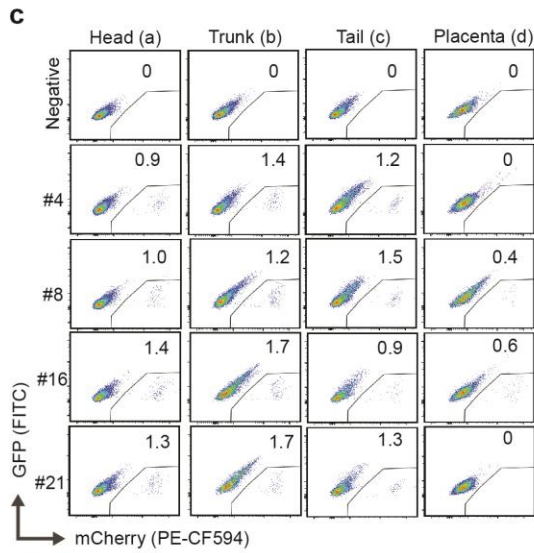 c
Head (a) Trunk (b) Tail (c) Placenta (d)
Negative 0 0 0 0
#4 0.9 1.4 1.2 0
#8 1.0 1.2 1.5 0.4
#16 1.4 1.7 0.9 0.6
#21 1.3 1.7 1.3 0
GFP (FITC)
mCherry (PE-CF594)